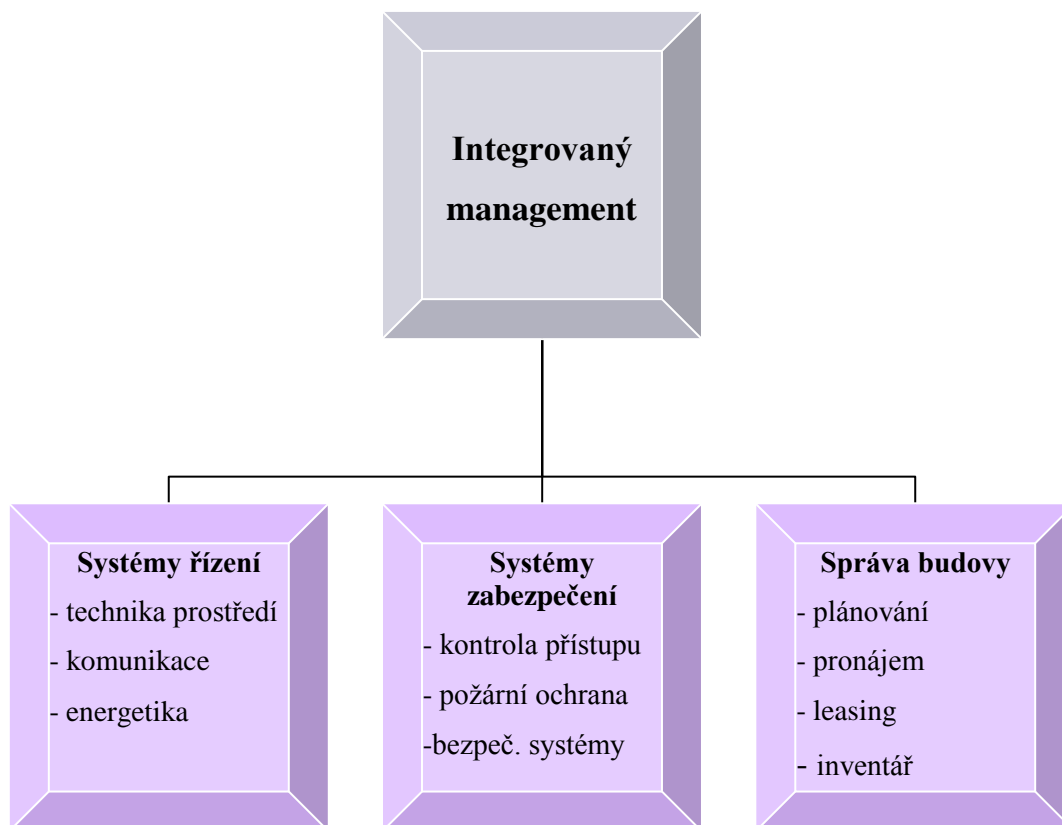 Integrovaný
management
Systémy řízení
- technika prostředí
- komunikace
- energetika
Systémy
zabezpečení
- kontrola přístupu
- požární ochrana
-bezpeč. systémy
Správa budovy
- plánování
- pronájem
- leasing
- inventář